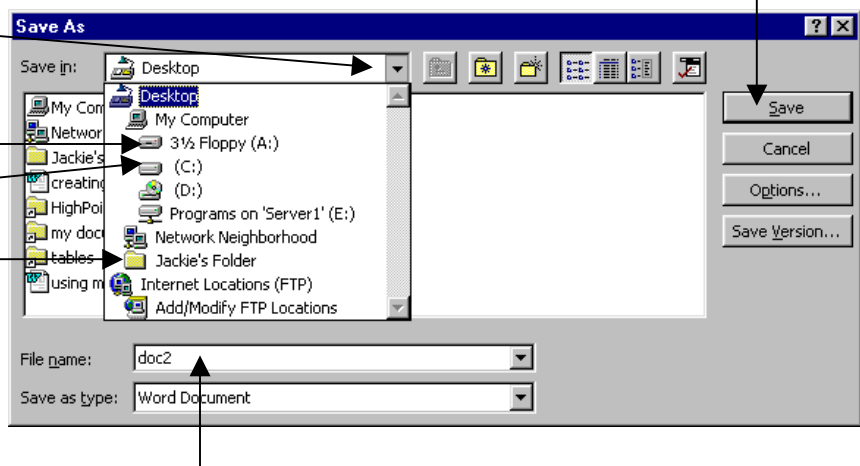 Save As
Save in: Desktop
Desktop
My Computer
3½ Floppy (A:)
(C:)
(D:)
Programs on 'Server1' (E:)
Network Neighborhood
Jackie's Folder
Internet Locations (FTP)
Add/Modify FTP Locations
My Com
Networ
Jackie's
creating
HighPoi
my doc
tables
using m
Save
Cancel
Options...
Save Version...
File name: doc2
Save as type: Word Document